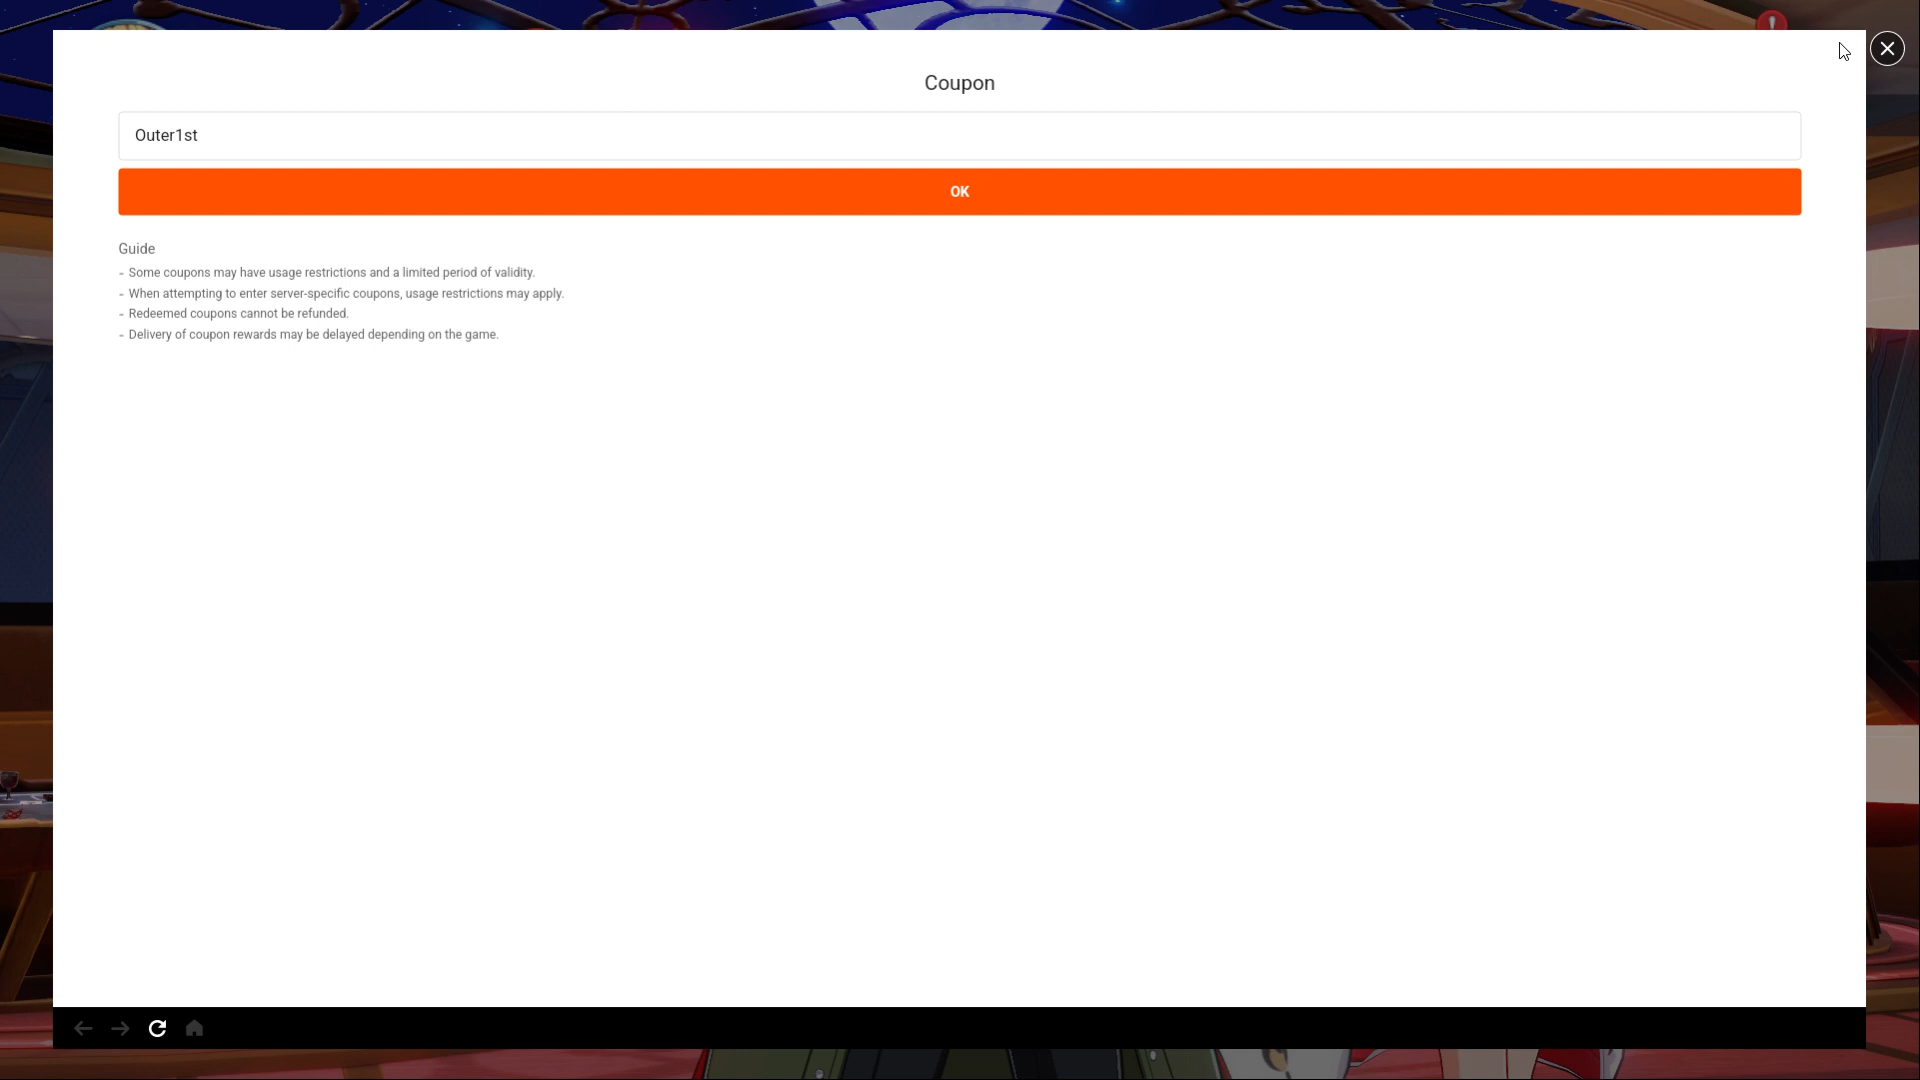 Coupon
Outer1st
OK
Guide
- Some coupons may have usage restrictions and a limited period of validity.
- When attempting to enter server-specific coupons, usage restrictions may apply.
- Redeemed coupons cannot be refunded.
- Delivery of coupon rewards may be delayed depending on the game.